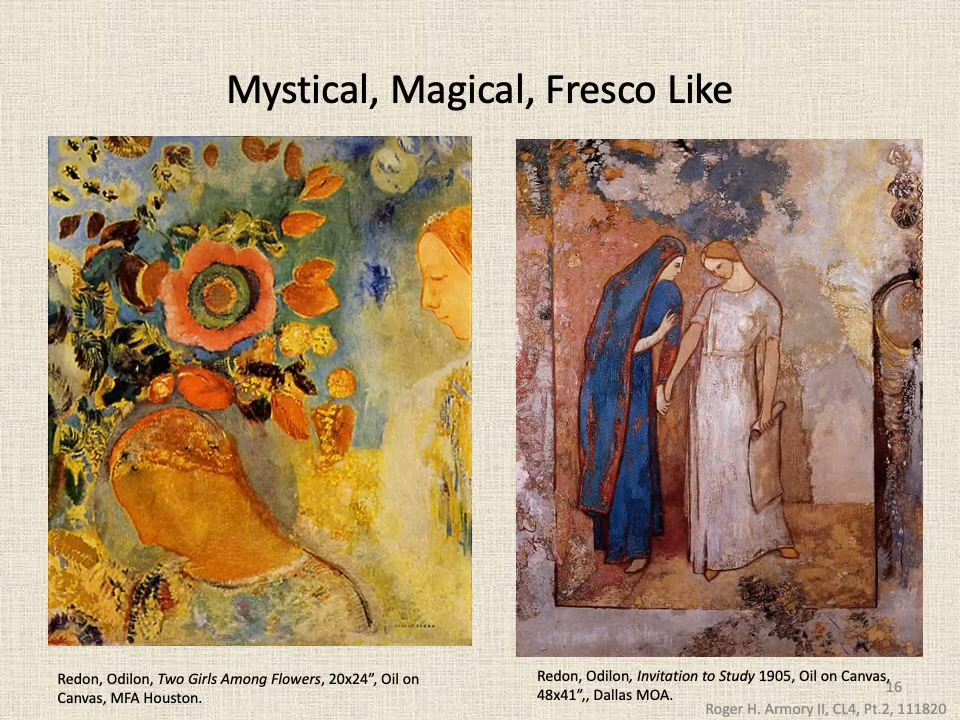 Mystical, Magical, Fresco Like
Redon, Odilon, Two Girls Among Flowers, 20x24”, Oil on
Canvas, MFA Houston.
Redon, Odilon, Invitation to Study 1905, Oil on Canvas,
48x41”,, Dallas MOA.
16
Roger H. Armory II, CL4, Pt.2, 111820